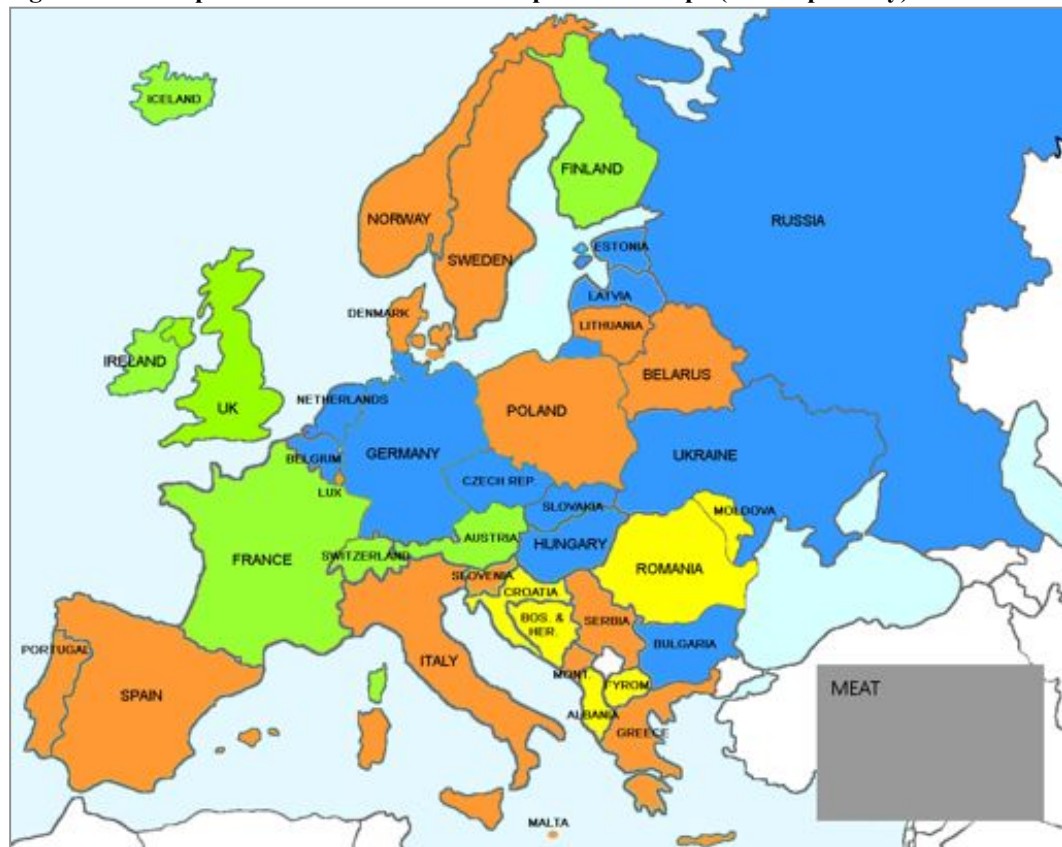 ICELAND
FINLAND
NORWAY
SWEDEN
RUSSIA
ESTONIA
LATVIA
DENMARK
LITHUANIA
IRELAND
UK
BELARUS
NETHERLANDS
POLAND
BELGIUM
GERMANY
UKRAINE
CZECH REP.
LUX
SLOVAKIA
MOLDOVA
AUSTRIA
HUNGARY
FRANCE
SWITZERLAND
ROMANIA
SLOVENIA
CROATIA
BOS. &
HER.
SERBIA
BULGARIA
PORTUGAL
SPAIN
ITALY
MONT.
FYROM
ALBANIA
GREECE
MEAT
MALTA